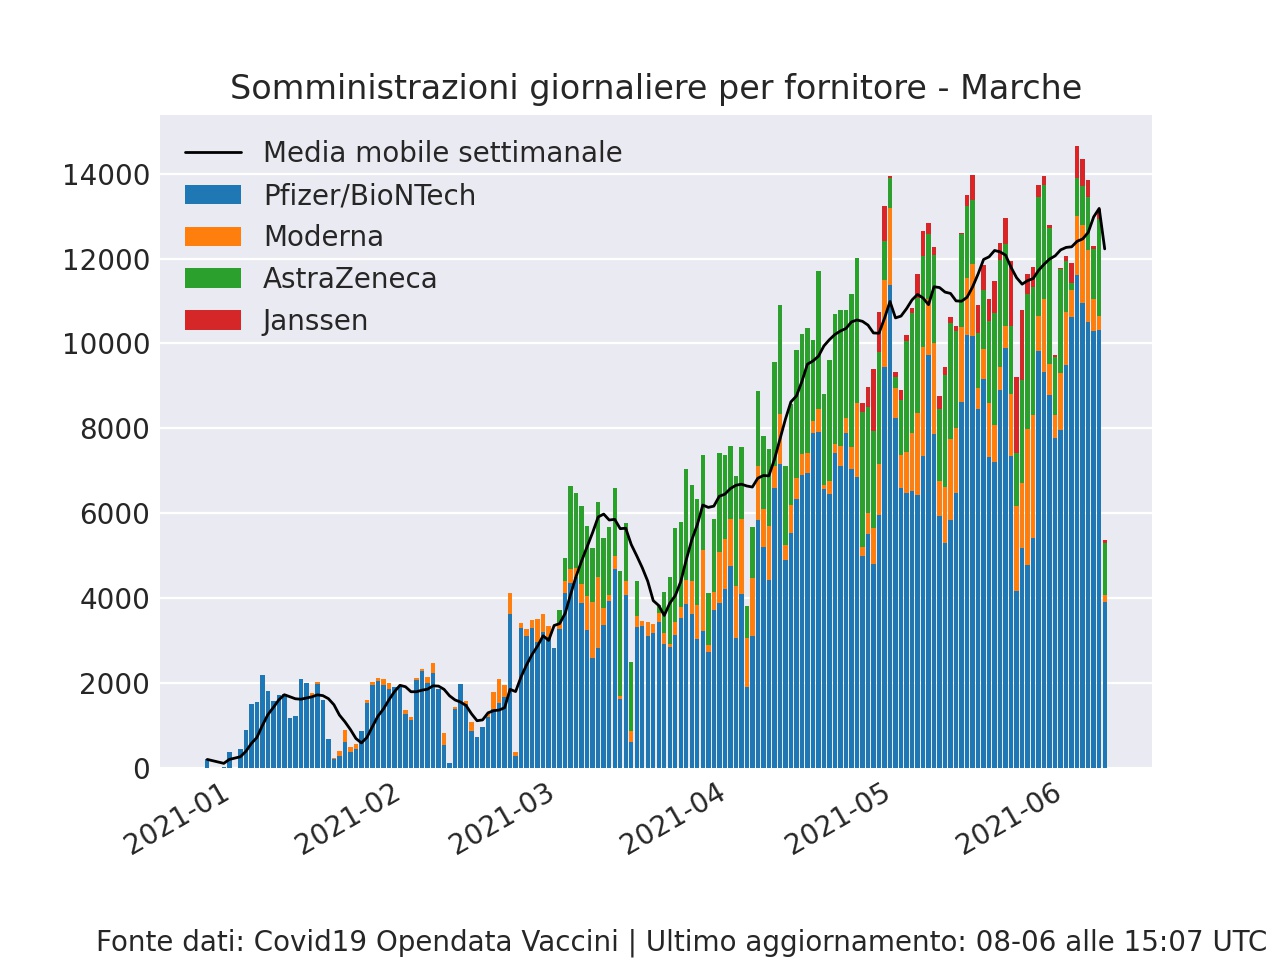 Somministrazioni giornaliere per fornitore - Marche
Media mobile settimanale
Pfizer/BioNTech
Moderna
AstraZeneca
Janssen
14000
12000
10000
8000
6000
4000
2000
0
2021-01
2021-02
2021-03
2021-04
2021-05
2021-06
Fonte dati: Covid19 Opendata Vaccini | Ultimo aggiornamento: 08-06 alle 15:07 UTC